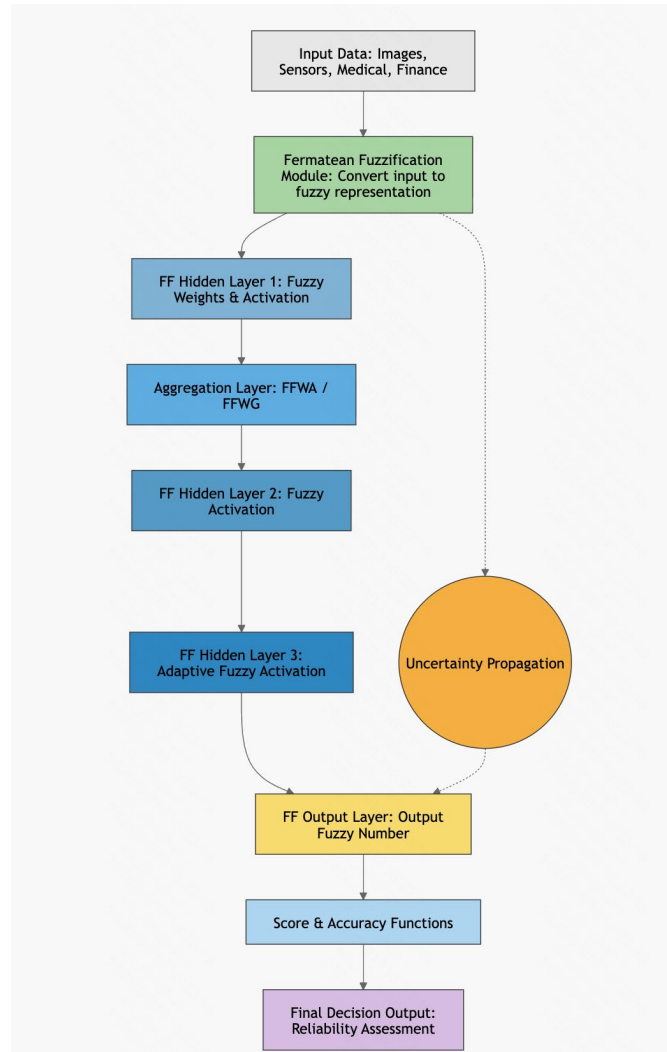 Input Data: Images,
Sensors, Medical, Finance
Fermatean Fuzzification
Module: Convert input to
fuzzy representation
FF Hidden Layer 1: Fuzzy
Weights & Activation
Aggregation Layer: FFWA /
FFWG
FF Hidden Layer 2: Fuzzy
Activation
FF Hidden Layer 3:
Adaptive Fuzzy Activation
Uncertainty Propagation
FF Output Layer: Output
Fuzzy Number
Score & Accuracy Functions
Final Decision Output:
Reliability Assessment